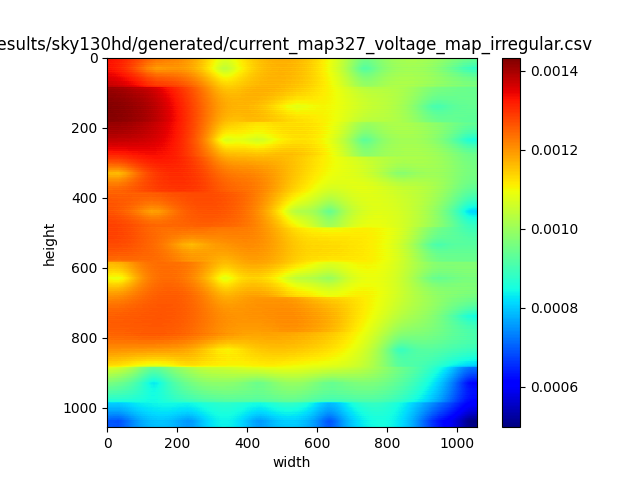 esults/sky130hd/generated/current_map327_voltage_map_irregular.csv
0
200
400
600
800
1000
height
0 200 400 600 800 1000
width
0.0014
0.0012
0.0010
0.0008
0.0006